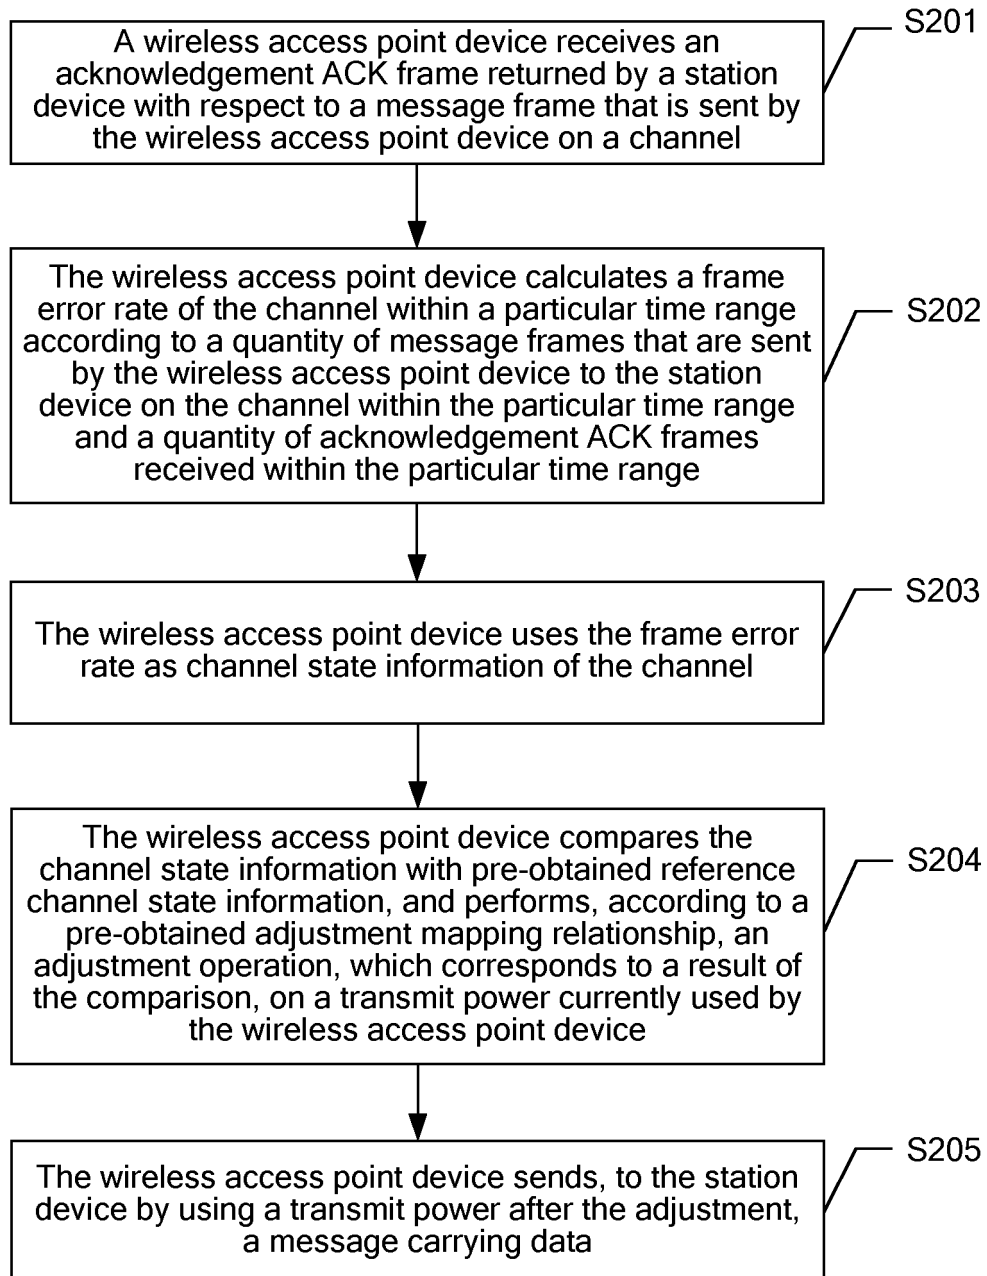 A wireless access point device receives an
acknowledgement ACK frame returned by a station
device with respect to a message frame that is sent by
the wireless access point device on a channel
S201
The wireless access point device calculates a frame
error rate of the channel within a particular time range
according to a quantity of message frames that are sent
by the wireless access point device to the station
device on the channel within the particular time range
and a quantity of acknowledgement ACK frames
received within the particular time range
S202
The wireless access point device uses the frame error
rate as channel state information of the channel
S203
The wireless access point device compares the
channel state information with pre-obtained reference
channel state information, and performs, according to a
pre-obtained adjustment mapping relationship, an
adjustment operation, which corresponds to a result of
the comparison, on a transmit power currently used by
the wireless access point device
S204
The wireless access point device sends, to the station
device by using a transmit power after the adjustment,
a message carrying data
S205